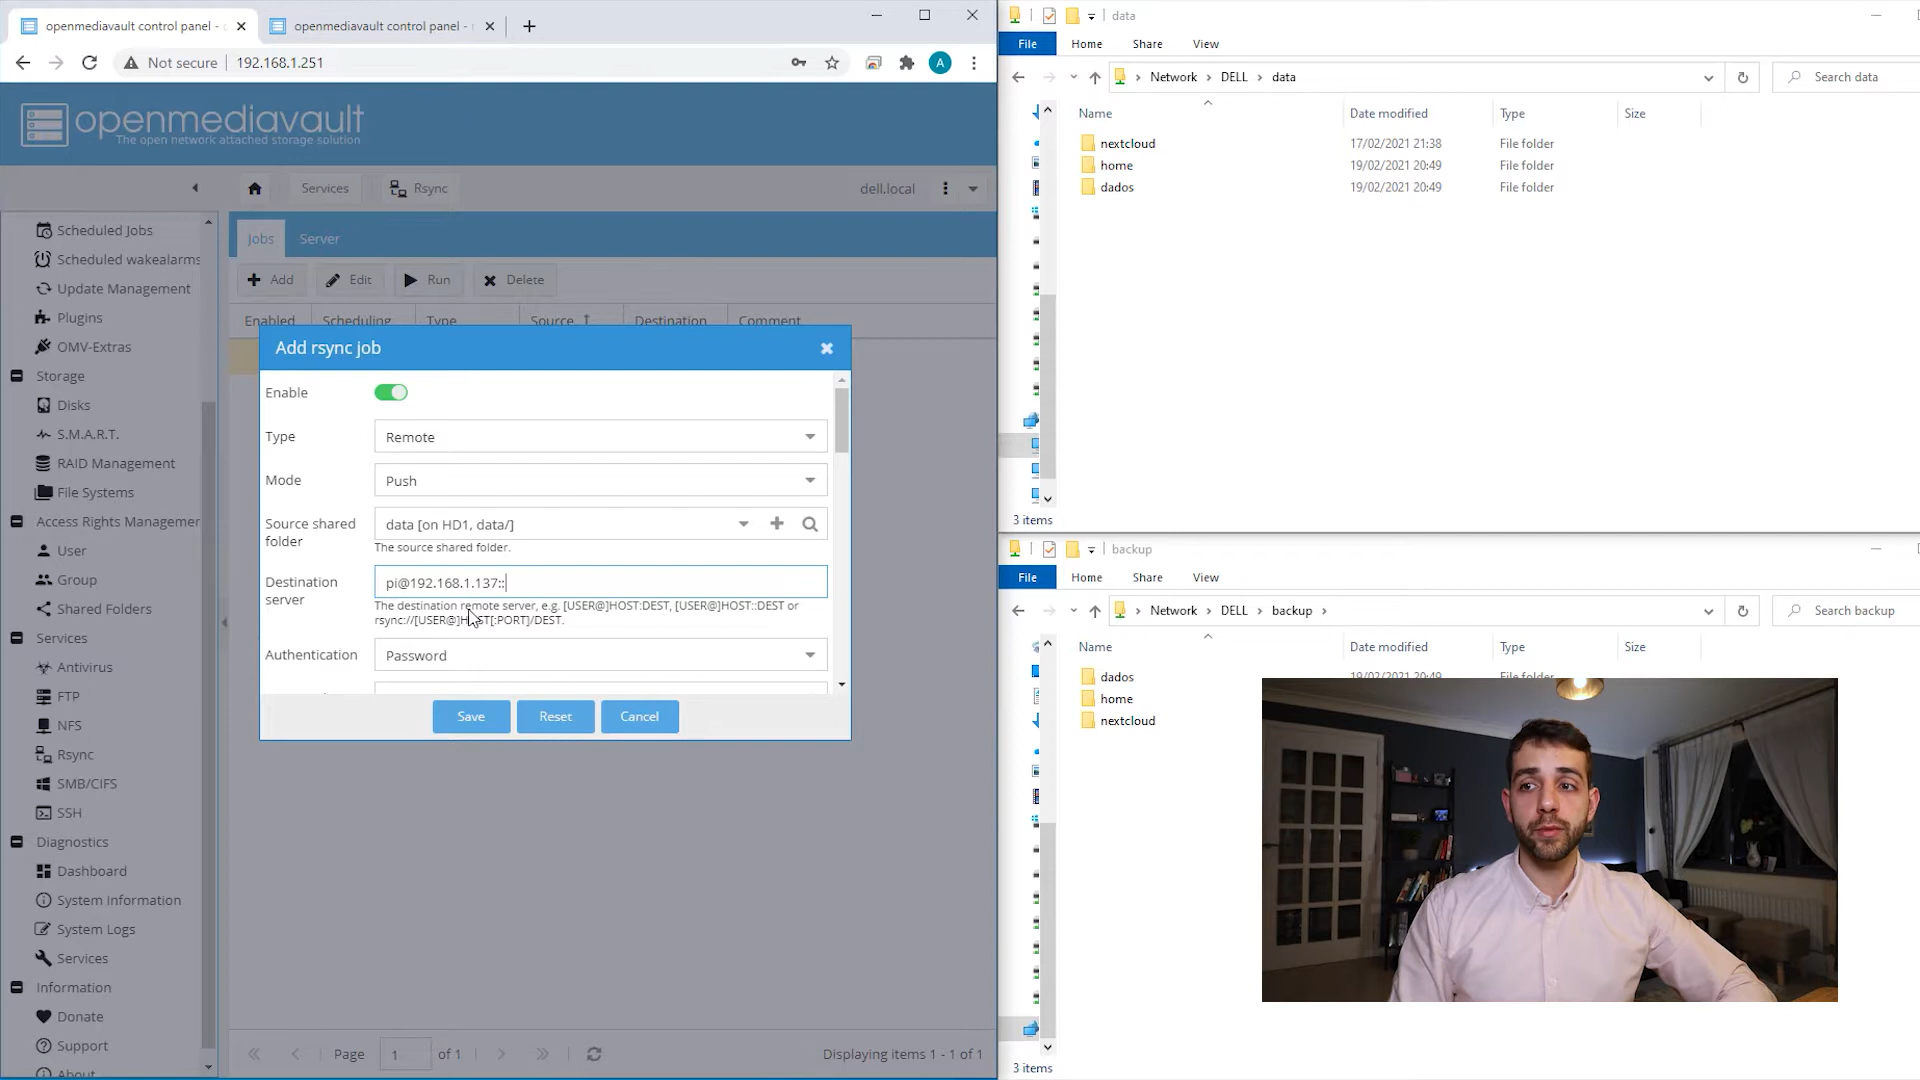 openmediavault control panel - 
openmediavault control panel - 
Not secure
192.168.1.251
A
openmediavault
The open network attached storage solution
Services
Rsync
dell.local
Scheduled Jobs
Scheduled wakealarms
Update Management
Plugins
OMV-Extras
Storage
Disks
S.M.A.R.T.
RAID Management
File Systems
Access Rights Managemen
User
Group
Shared Folders
Services
Antivirus
FTP
NFS
Rsync
SMB/CIFS
SSH
Diagnostics
Dashboard
System Information
System Logs
Services
Information
Donate
Support
About
Jobs
Server
Add
Edit
Run
Delete
Enabled
Scheduling
Type
Source
Destination
Comment
Add rsync job
Enable
Type
Remote
Mode
Push
Source shared
folder
data [on HD1, data/]
The source shared folder.
Destination
server
pi@192.168.1.137::
The destination remote server, e.g. [USER@]HOST:DEST, [USER@]HOST::DEST or
rsync://[USER@]HOST[:PORT]/DEST.
Authentication
Password
Save
Reset
Cancel
Page
1
of 1
Displaying items 1 - 1 of 1
data
File
Home
Share
View
Network
DELL
data
Search data
Name
Date modified
Type
Size
nextcloud
17/02/2021 21:38
File folder
home
19/02/2021 20:49
File folder
dados
19/02/2021 20:49
File folder
3 items
backup
File
Home
Share
View
Network
DELL
backup
Search backup
Name
Date modified
Type
Size
dados
19/02/2021 20:49
File folder
home
nextcloud
3 items